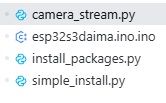 camera_stream.py
esp32s3daima.ino.ino
install_packages.py
simple_install.py